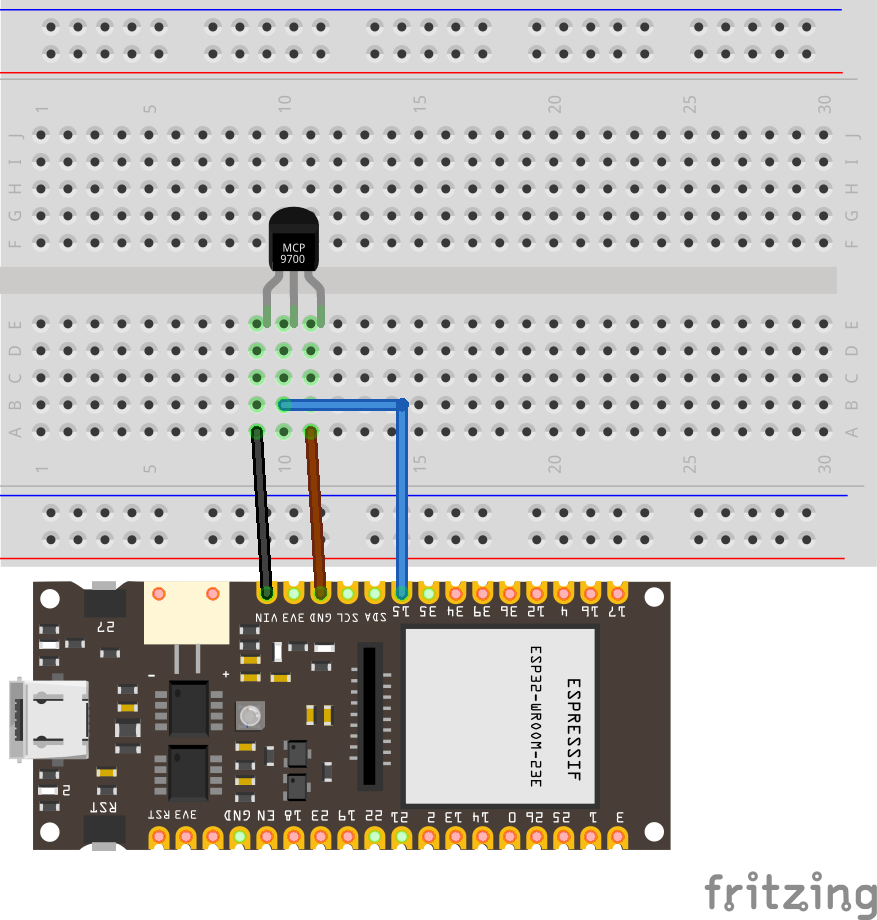 1 5 10 15 20 25 30
J J
I I
H H
G G
F F
MCP
9700
E E
D D
C C
B B
A A
1 5 10 15 20 25 30
VIN 3V3 GND SCL SDA 15 35 34 39 36 12 4 16 17
27
- +
ESP32-WROOM-32E
ESPRESSIF
RST
RST 3V3 GND EN 18 23 19 22 21 2 13 14 0 26 25 1 3
fritzing